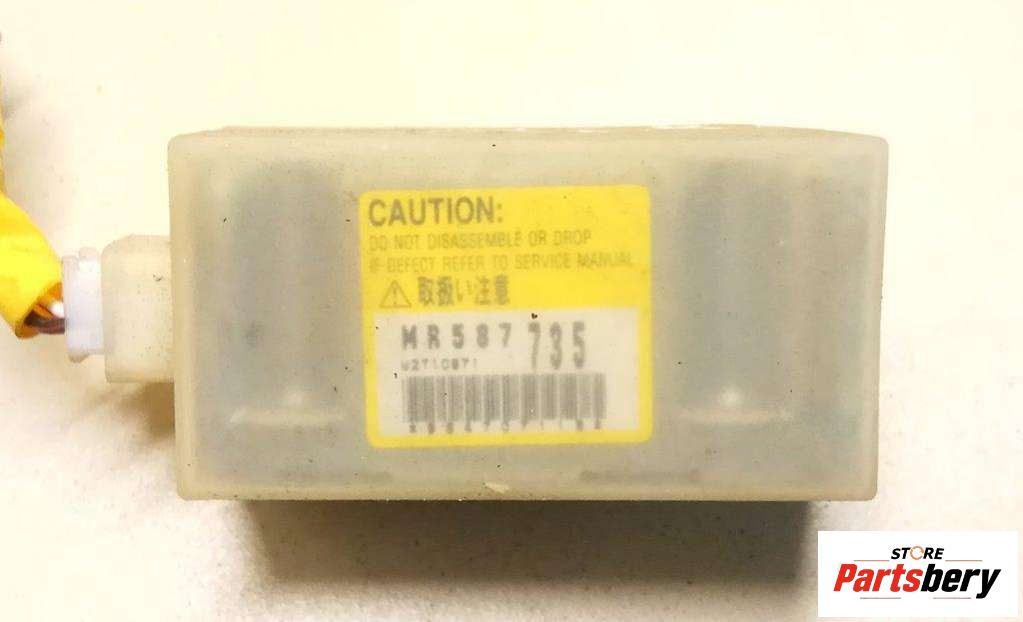 CAUTION:
DO NOT DISASSEMBLE OR DROP
IF DEFECT REFER TO SERVICE MANUAL
取扱い注意
MR587 735
STORE
Partsbery